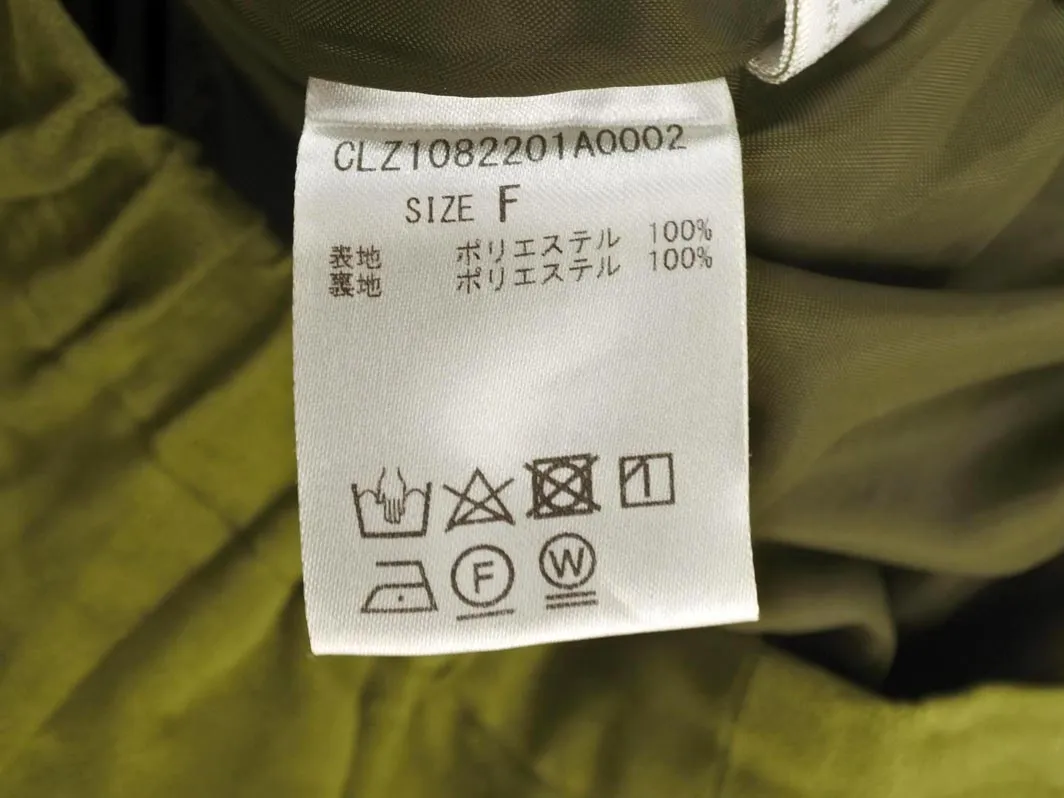 CLZ1082201A0002
SIZE F
表地 ポリエステル 100%
裏地 ポリエステル 100%
F
W